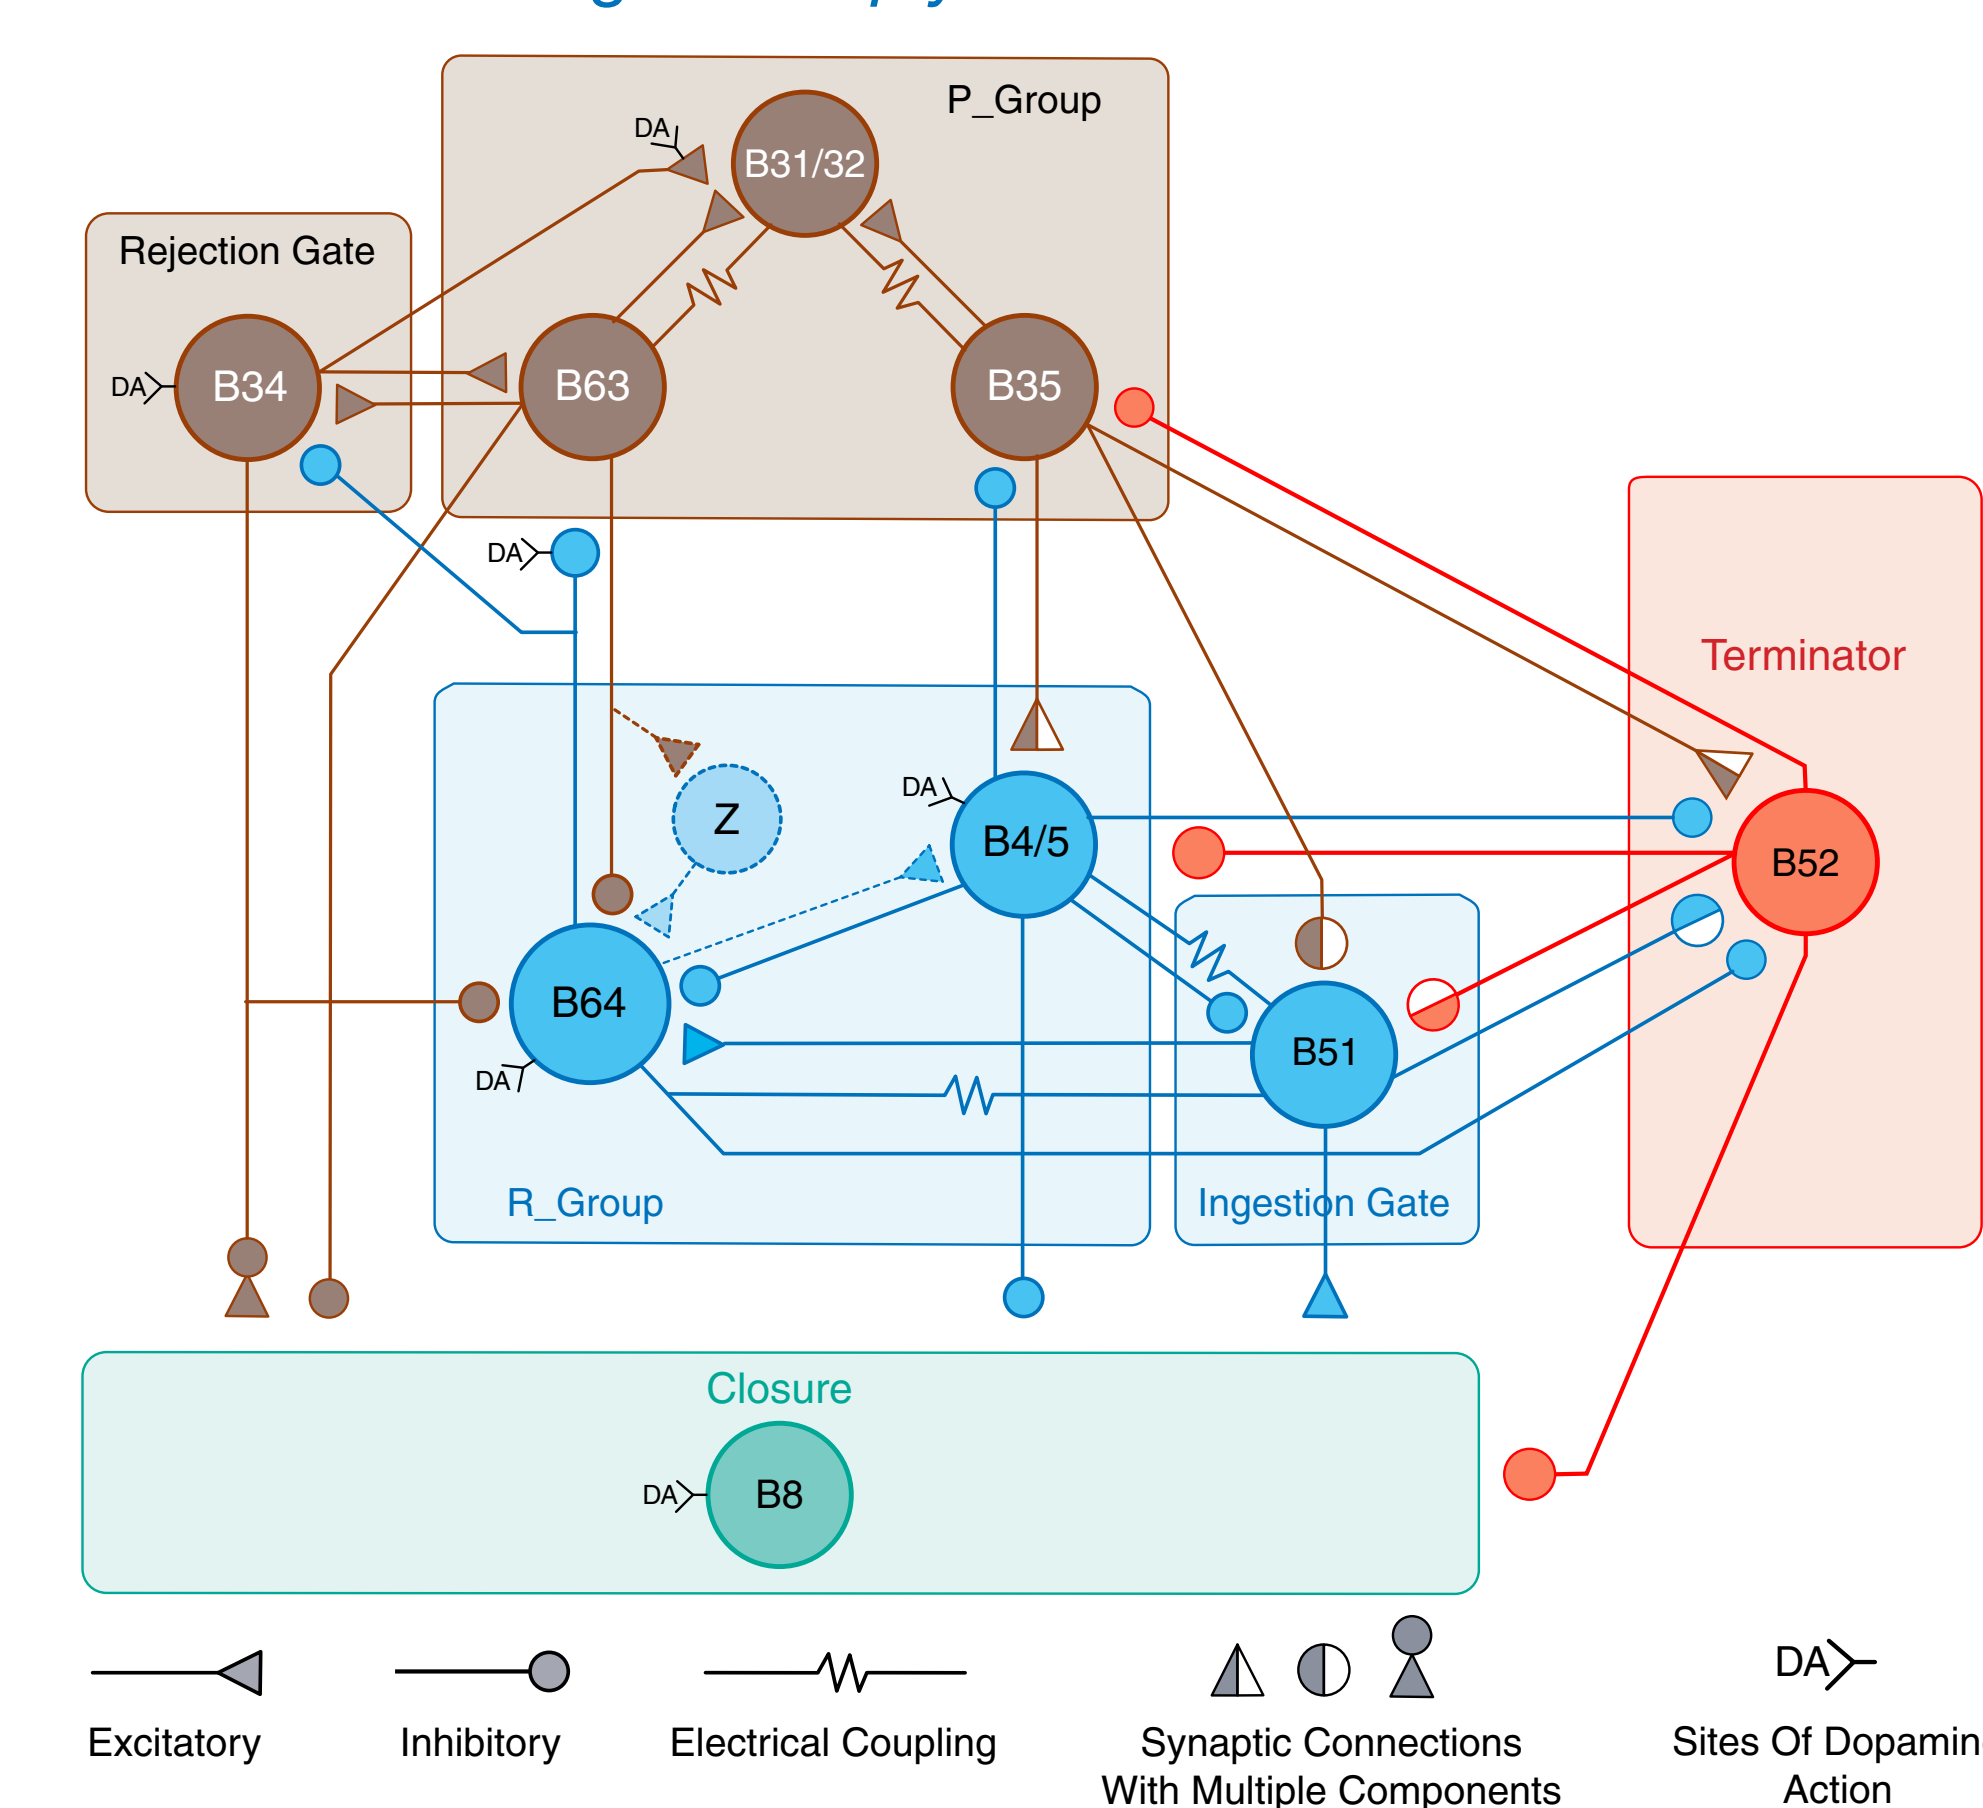 P_Group
DA
B31/32
Rejection Gate
DA
B34
B63
B35
DA
Terminator
Z
DA
B4/5
B52
B64
B51
DA
R_Group
Ingestion Gate
Closure
DA
B8
DA
Excitatory
Inhibitory
Electrical Coupling
Synaptic Connections
With Multiple Components
Sites Of Dopamin
Action